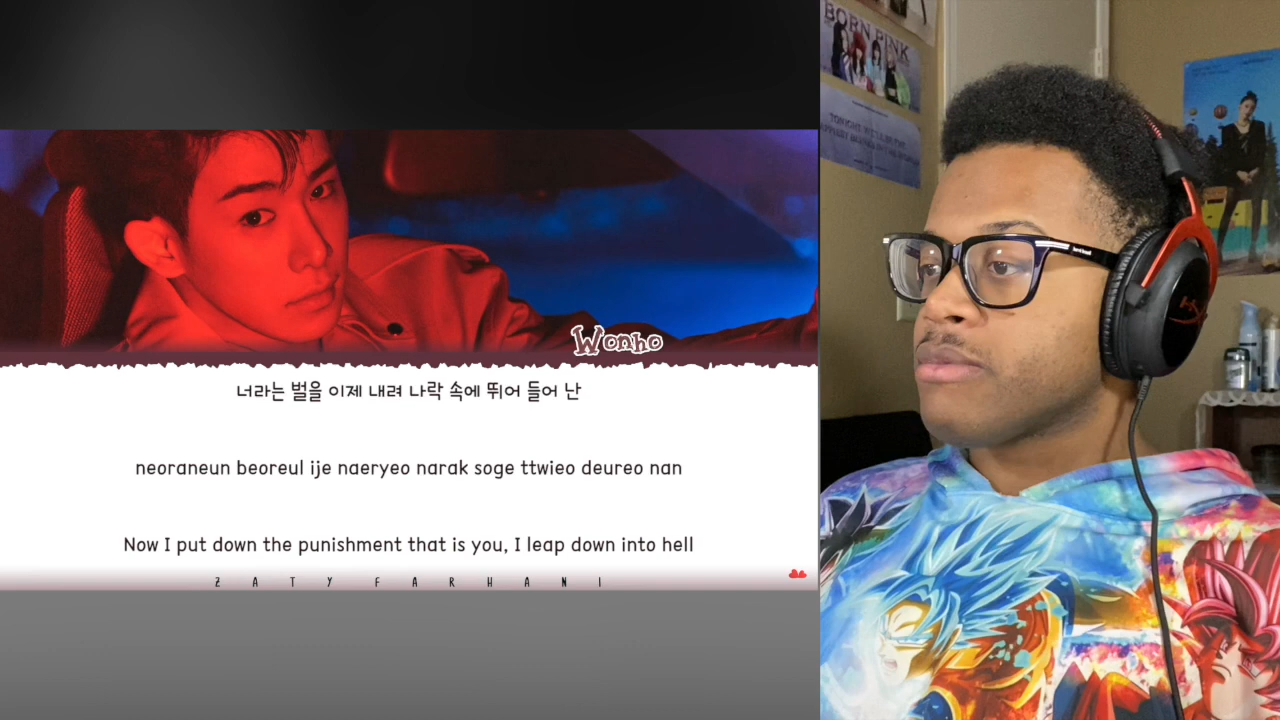 Wonho
너라는 벌을 이제 내려 나락 속에 뛰어 들어 난
neoraneun beoreul ije naeryeo narak soge ttwieo deureo nan
Now I put down the punishment that is you, I leap down into hell
ZATY FARHANI
BORN PINK